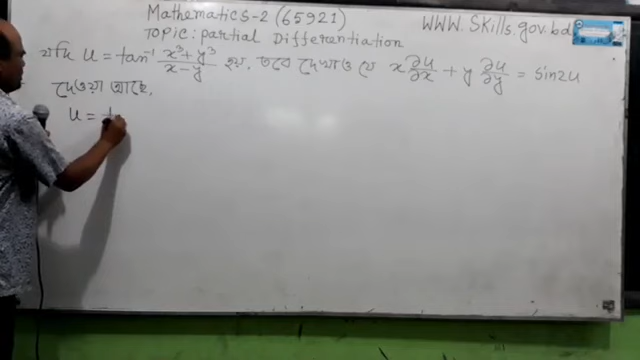 Mathematics-2 (65921)
WWW.Skills.gov.bd
Topic: partial Differentiation
যদি u = tan⁻¹ (x³ + y³)/(x - y) হয়, তবে দেখাও যে x ∂u/∂x + y ∂u/∂y = sin2u
দেওয়া আছে,
u = t